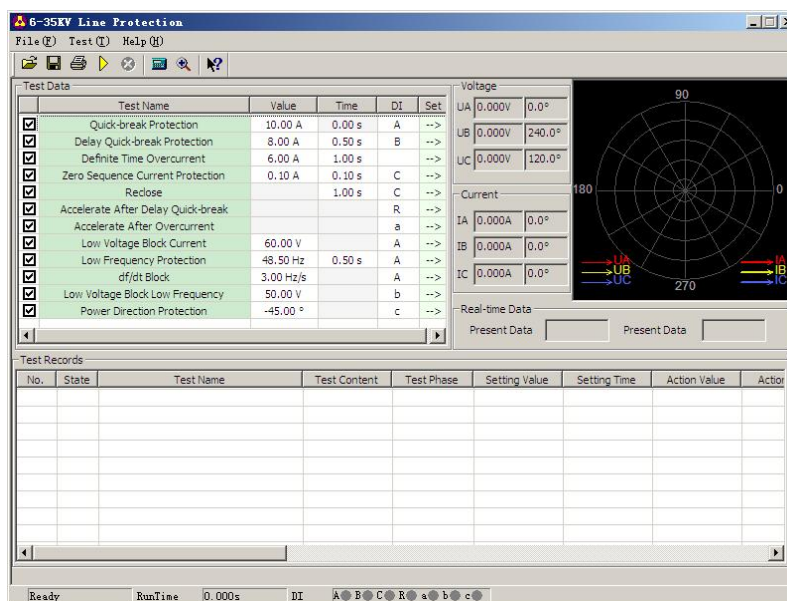 6-35KV Line Protection
File(F) Test(T) Help(H)
Test Data
Test Name Value Time DI Set
Quick-break Protection 10.00 A 0.00 s A -->
Delay Quick-break Protection 8.00 A 0.50 s B -->
Definite Time Overcurrent 6.00 A 1.00 s -->
Zero Sequence Current Protection 0.10 A 0.10 s C -->
Reclose 1.00 s C -->
Accelerate After Delay Quick-break R -->
Accelerate After Overcurrent a -->
Low Voltage Block Current 60.00 V A -->
Low Frequency Protection 48.50 Hz 0.50 s A -->
df/dt Block 3.00 Hz/s A -->
Low Voltage Block Low Frequency 50.00 V b -->
Power Direction Protection -45.00 ° c -->
Voltage
UA 0.000V 0.0°
UB 0.000V 240.0°
UC 0.000V 120.0°
Current
IA 0.000A 0.0°
IB 0.000A 0.0°
IC 0.000A 0.0°
90
180
0
270
UA
UB
UC
IA
IB
IC
Real-time Data
Present Data Present Data
Test Records
No. State Test Name Test Content Test Phase Setting Value Setting Time Action Value Action
Ready RunTime 0.000s DI A B C R a b c